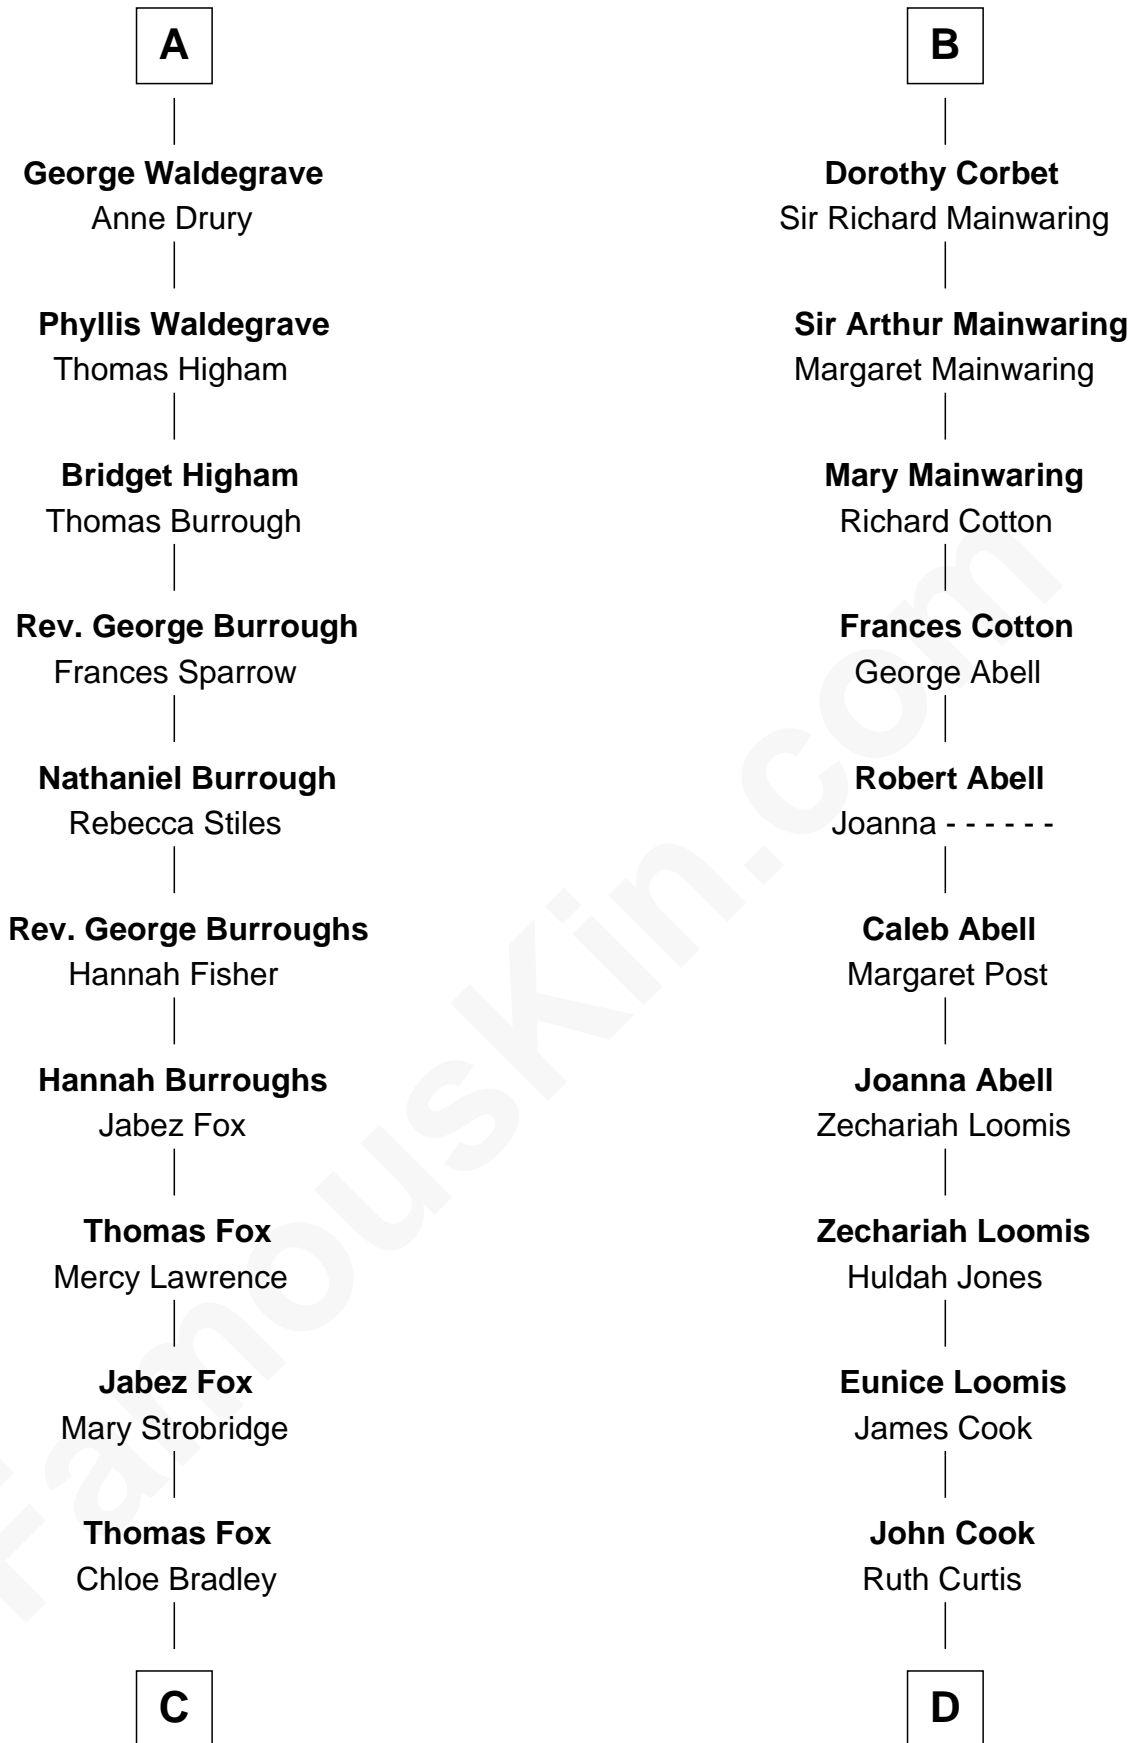 A
George Waldegrave
Anne Drury
Phyllis Waldegrave
Thomas Higham
Bridget Higham
Thomas Burrough
Rev. George Burrough
Frances Sparrow
Nathaniel Burrough
Rebecca Stiles
Rev. George Burroughs
Hannah Fisher
Hannah Burroughs
Jabez Fox
Thomas Fox
Mercy Lawrence
Jabez Fox
Mary Strobridge
Thomas Fox
Chloe Bradley
C
B
Dorothy Corbet
Sir Richard Mainwaring
Sir Arthur Mainwaring
Margaret Mainwaring
Mary Mainwaring
Richard Cotton
Frances Cotton
George Abell
Robert Abell
Joanna - - - - - -
Caleb Abell
Margaret Post
Joanna Abell
Zechariah Loomis
Zechariah Loomis
Huldah Jones
Eunice Loomis
James Cook
John Cook
Ruth Curtis
D
FamousKin.com